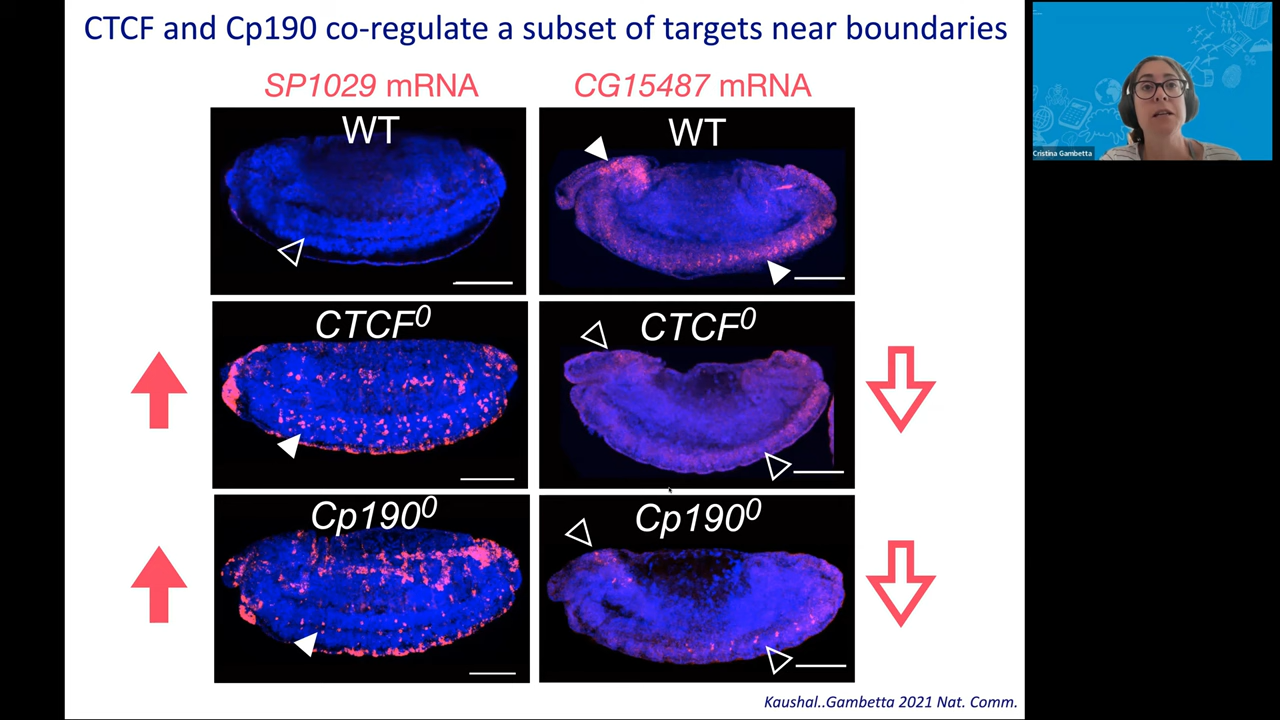 CTCF and Cp190 co-regulate a subset of targets near boundaries
SP1029 mRNA
CG15487 mRNA
WT
WT
CTCF⁰
CTCF⁰
Cp190⁰
Cp190⁰
Kaushal..Gambetta 2021 Nat. Comm.
Cristina Gambetta